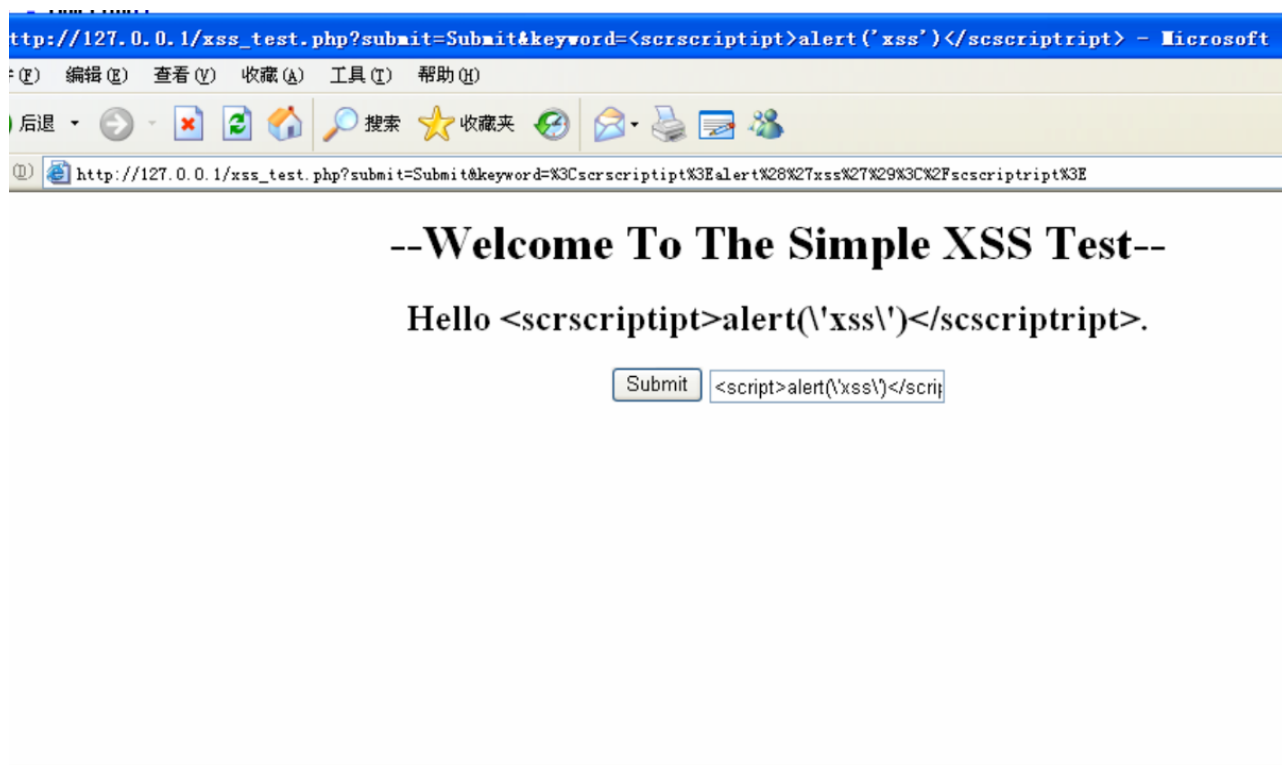 ttp://127.0.0.1/xss_test.php?submit=Submit&keyword=<scrscriptipt>alert('xss')</scscriptript> - Microsoft
(F) 编辑(E) 查看(V) 收藏(A) 工具(T) 帮助(H)
后退 搜索 收藏夹
(D) http://127.0.0.1/xss_test.php?submit=Submit&keyword=%3Cscrscriptipt%3Ealert%28%27xss%27%29%3C%2Fscscriptript%3E
--Welcome To The Simple XSS Test--
Hello <scrscriptipt>alert(\'xss\')</scscriptript>.
Submit <script>alert(\'xss\')</scrip